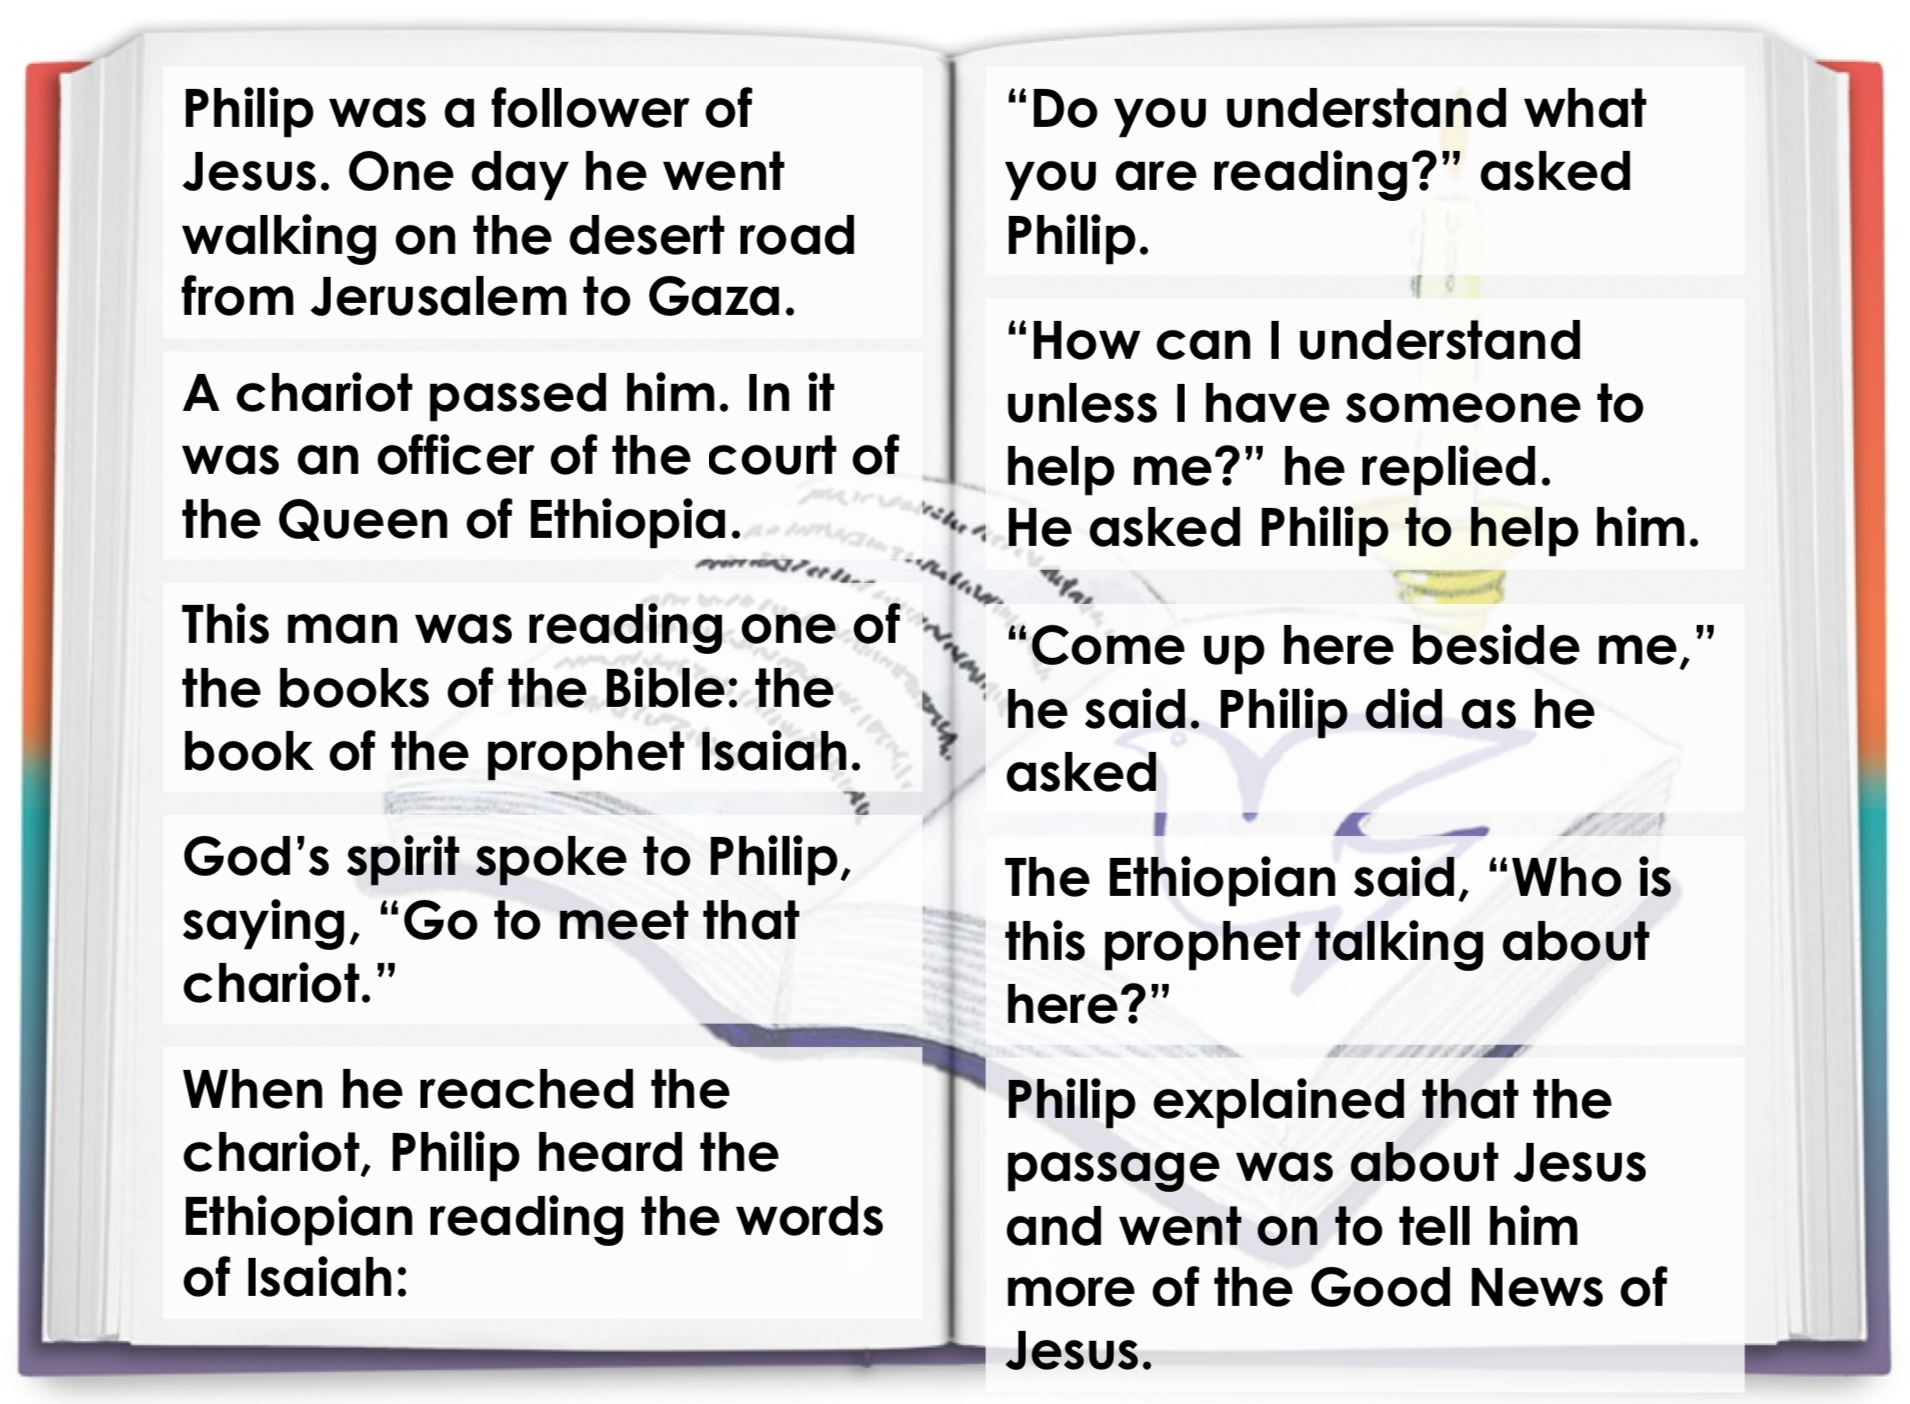 Philip was a follower of
Jesus. One day he went
walking on the desert road
from Jerusalem to Gaza.
A chariot passed him. In it
was an officer of the court of
the Queen of Ethiopia.
This man was reading one of
the books of the Bible: the
book of the prophet Isaiah.
God’s spirit spoke to Philip,
saying, “Go to meet that
chariot.”
When he reached the
chariot, Philip heard the
Ethiopian reading the words
of Isaiah:
“Do you understand what
you are reading?” asked
Philip.
“How can I understand
unless I have someone to
help me?” he replied.
He asked Philip to help him.
“Come up here beside me,”
he said. Philip did as he
asked
The Ethiopian said, “Who is
this prophet talking about
here?”
Philip explained that the
passage was about Jesus
and went on to tell him
more of the Good News of
Jesus.